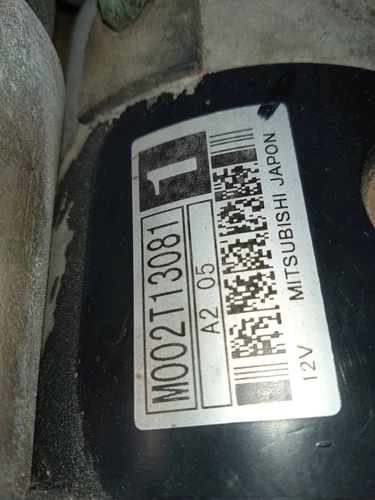 1
M002T13081
A2 05
12V MITSUBISHI JAPON